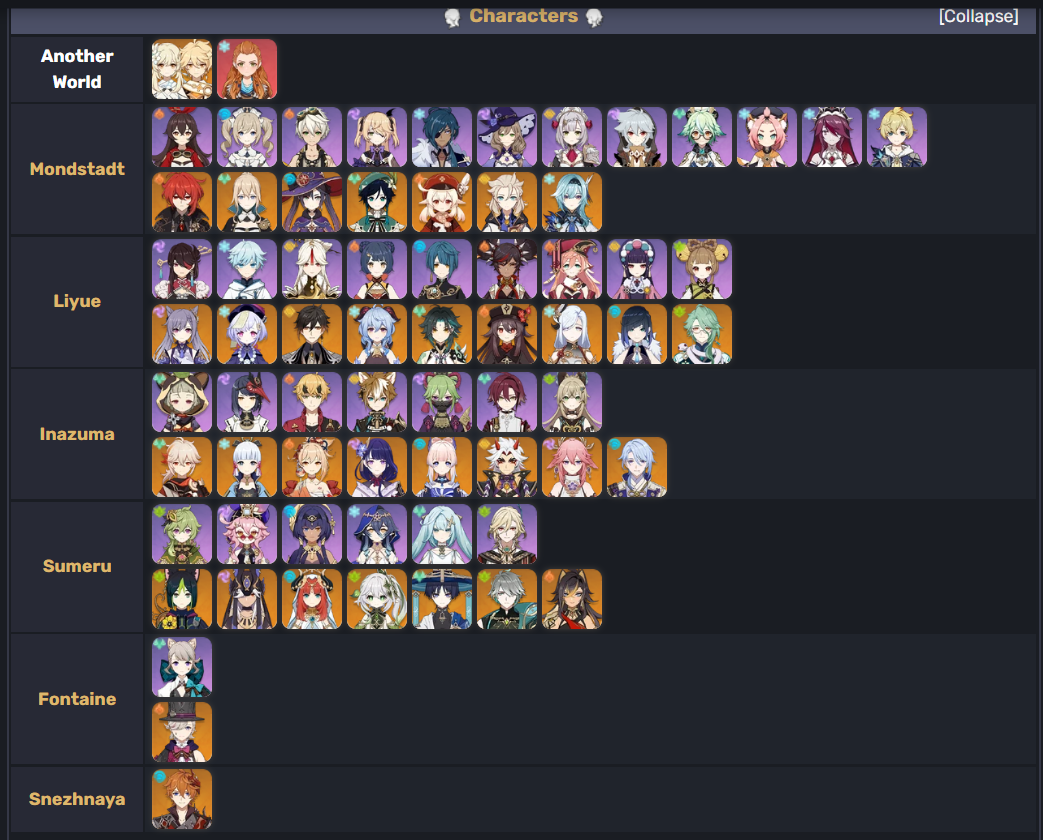 Characters
[Collapse]
Another
World
Mondstadt
Liyue
Inazuma
Sumeru
Fontaine
Snezhnaya